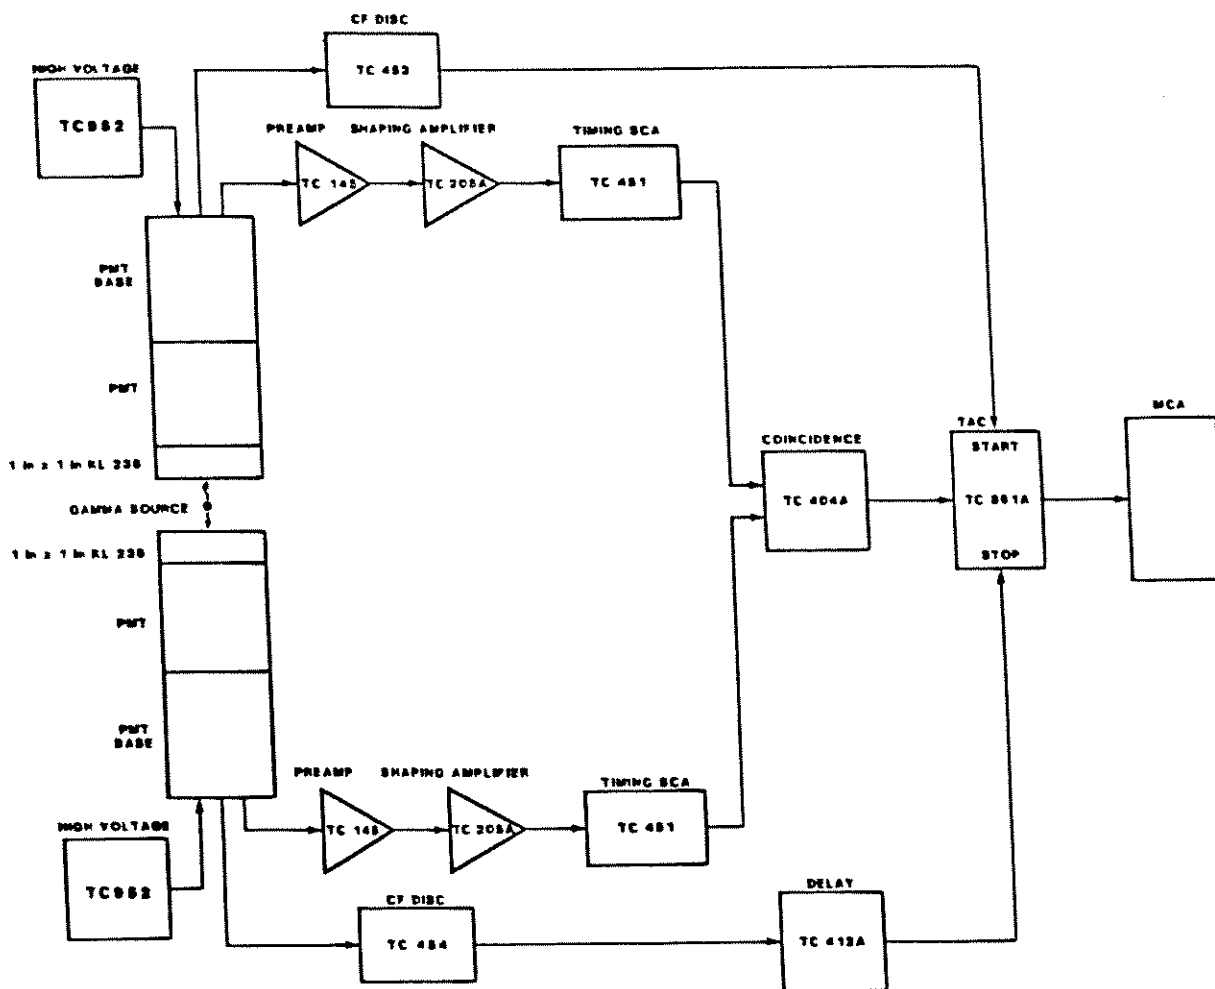 CF DISC
HIGH VOLTAGE
TC 453
TC952
PREAMP
SHAPING AMPLIFIER
TIMING SCA
TC 145
TC 205A
TC 451
PMT
BASE
PMT
MCA
TAC
START
COINCIDENCE
1 in x 1 in KL 236
TC 404A
TC 861A
GAMMA SOURCE
1 in x 1 in KL 236
STOP
PMT
PMT
BASE
PREAMP
SHAPING AMPLIFIER
TIMING SCA
TC 145
TC 205A
TC 451
HIGH VOLTAGE
DELAY
TC952
CF DISC
TC 454
TC 412A